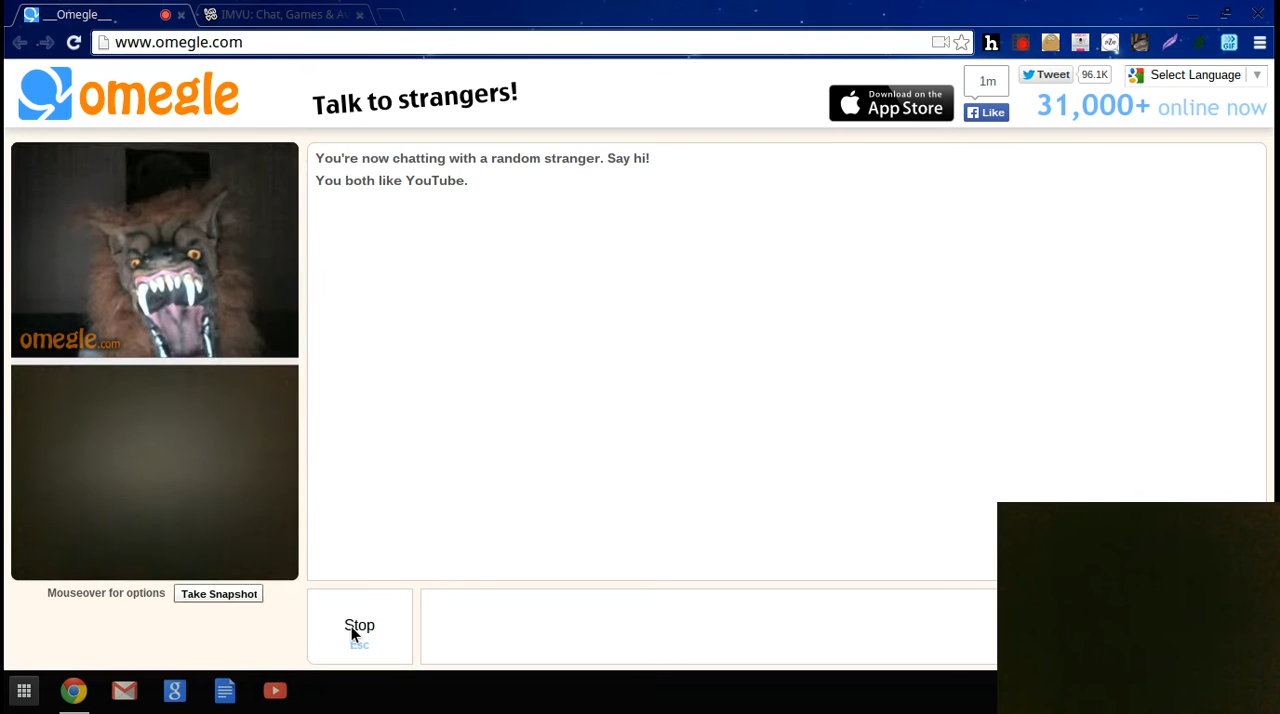 __Omegle__
IMVU: Chat, Games & Av
www.omegle.com
omegle
Talk to strangers!
Download on the
App Store
1m
Like
Tweet
96.1K
Select Language
31,000+ online now
You're now chatting with a random stranger. Say hi!
You both like YouTube.
omegle.com
Mouseover for options
Take Snapshot
Stop
Esc